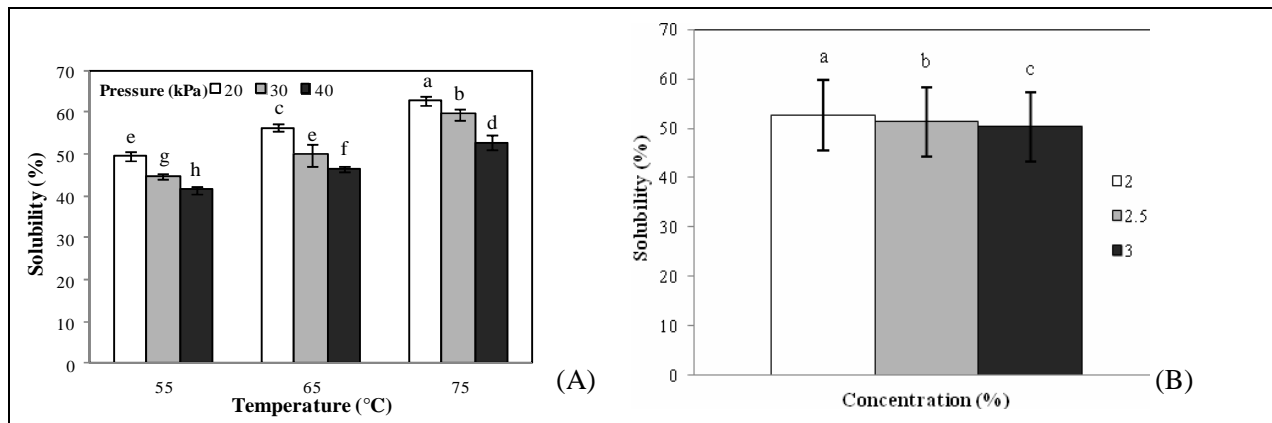 70
Pressure (kPa) 20 30 40
a
b
c
d
e
e
f
g
h
60
50
40
30
20
10
0
Solubility (%)
55 65 75
Temperature (°C)
(A)
70
60
50
40
30
20
10
0
Solubility (%)
a b c
2
2.5
3
Concentration (%)
(B)